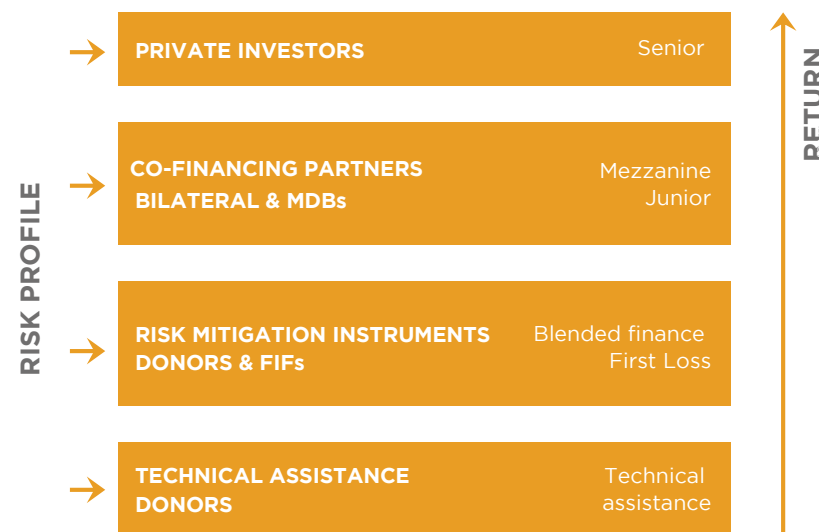 PRIVATE INVESTORS
Senior
CO-FINANCING PARTNERS
BILATERAL & MDBs
Mezzanine
Junior
RISK MITIGATION INSTRUMENTS
DONORS & FIFs
Blended finance
First Loss
TECHNICAL ASSISTANCE
DONORS
Technical
assistance
RISK PROFILE
RETURN